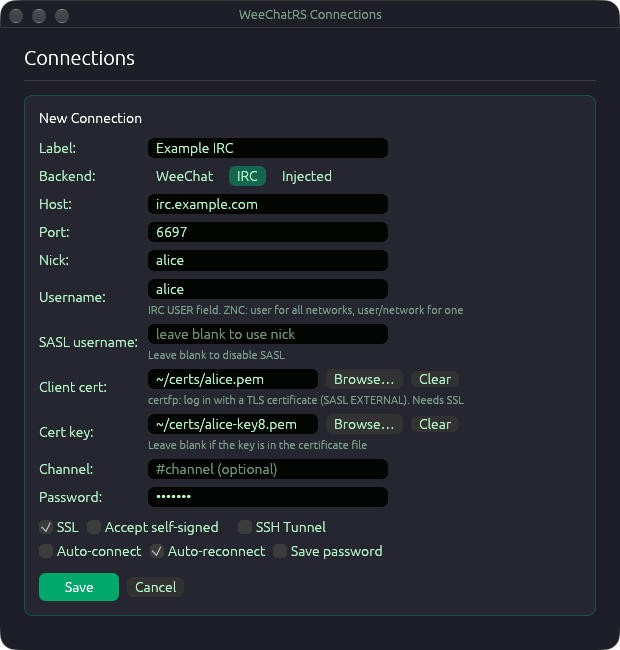 WeeChatRS Connections
Connections
New Connection
Label: Example IRC
Backend: WeeChat IRC Injected
Host: irc.example.com
Port: 6697
Nick: alice
Username: alice
IRC USER field. ZNC: user for all networks, user/network for one
SASL username: leave blank to use nick
Leave blank to disable SASL
Client cert: ~/certs/alice.pem Browse... Clear
certfp: log in with a TLS certificate (SASL EXTERNAL). Needs SSL
Cert key: ~/certs/alice-key8.pem Browse... Clear
Leave blank if the key is in the certificate file
Channel: #channel (optional)
Password: •••••••
SSL Accept self-signed SSH Tunnel
Auto-connect Auto-reconnect Save password
Save Cancel